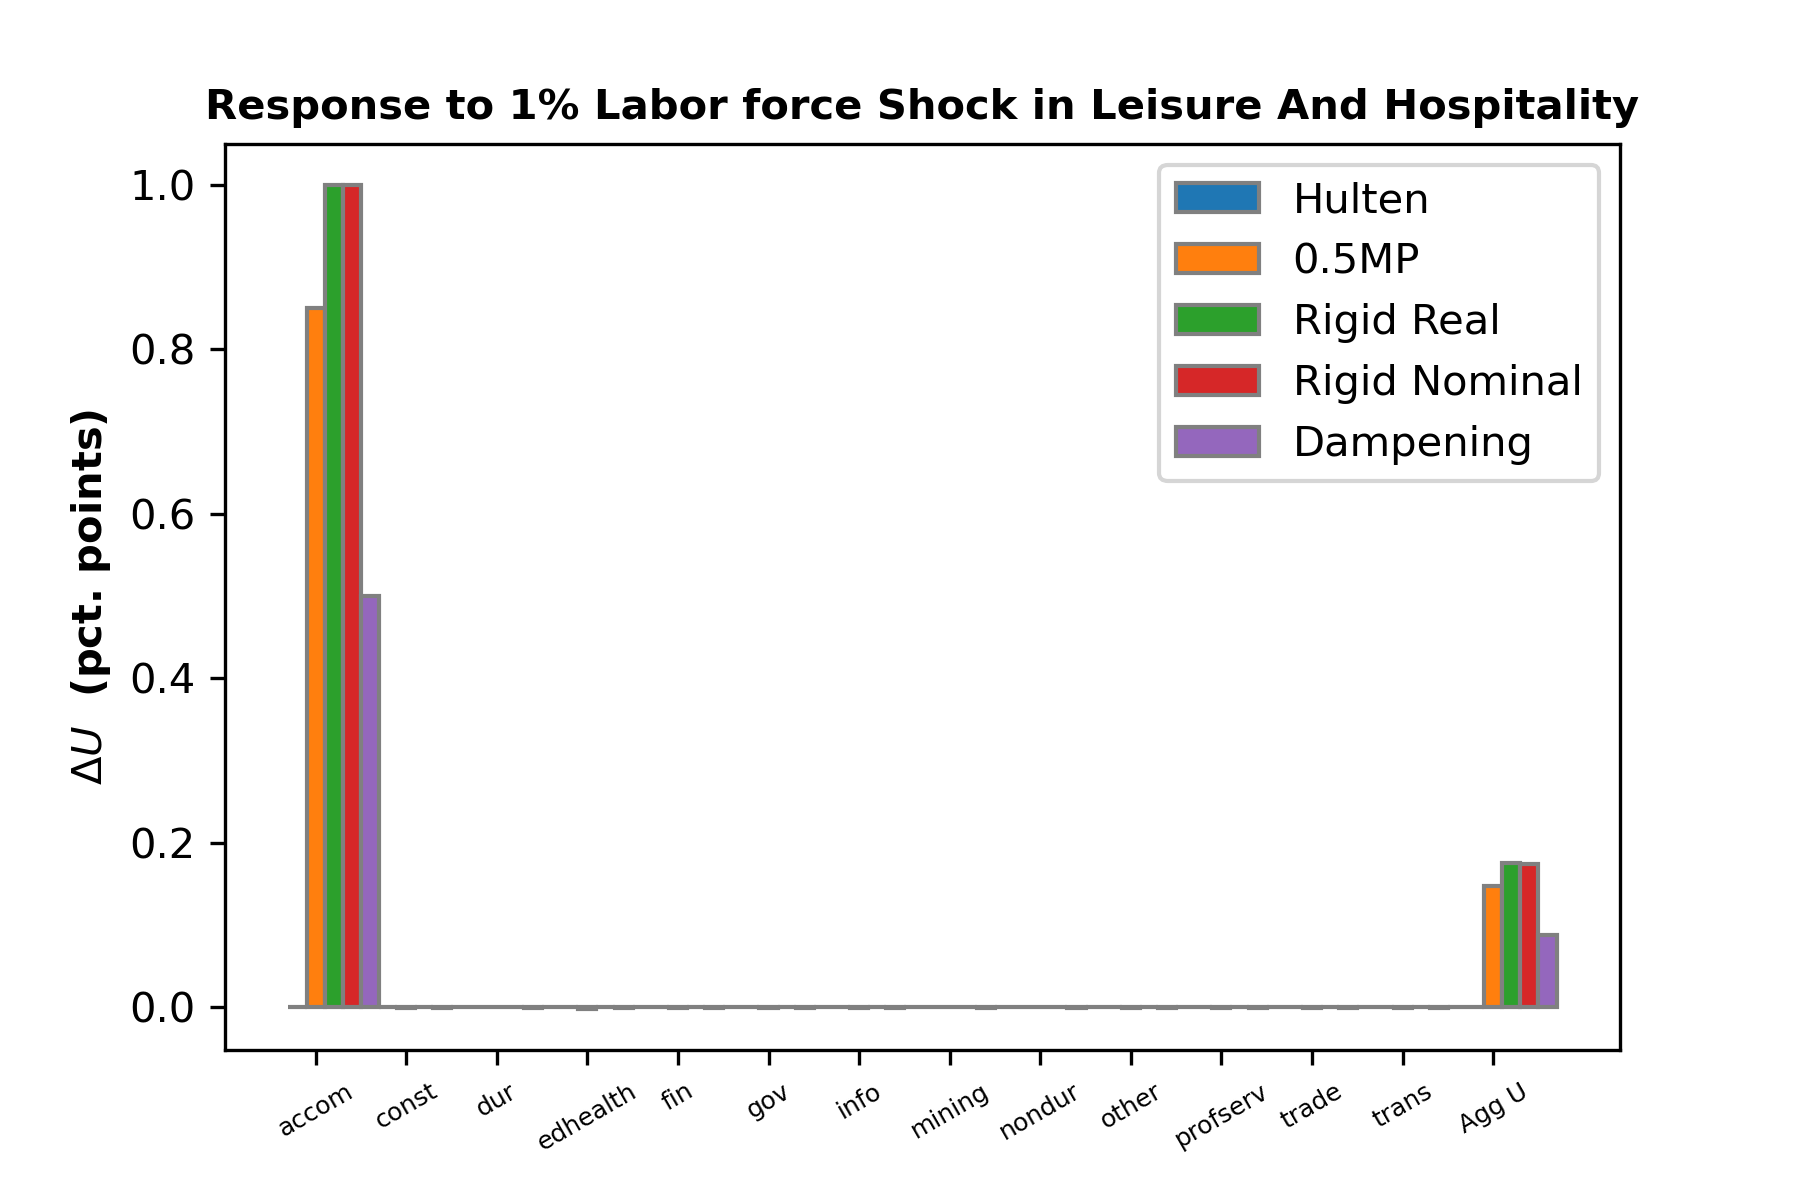 Response to 1% Labor force Shock in Leisure And Hospitality
Hulten
0.5MP
Rigid Real
Rigid Nominal
Dampening
ΔU (pct. points)
1.0
0.8
0.6
0.4
0.2
0.0
accom const dur edhealth fin gov info mining nondur other profserv trade trans Agg U